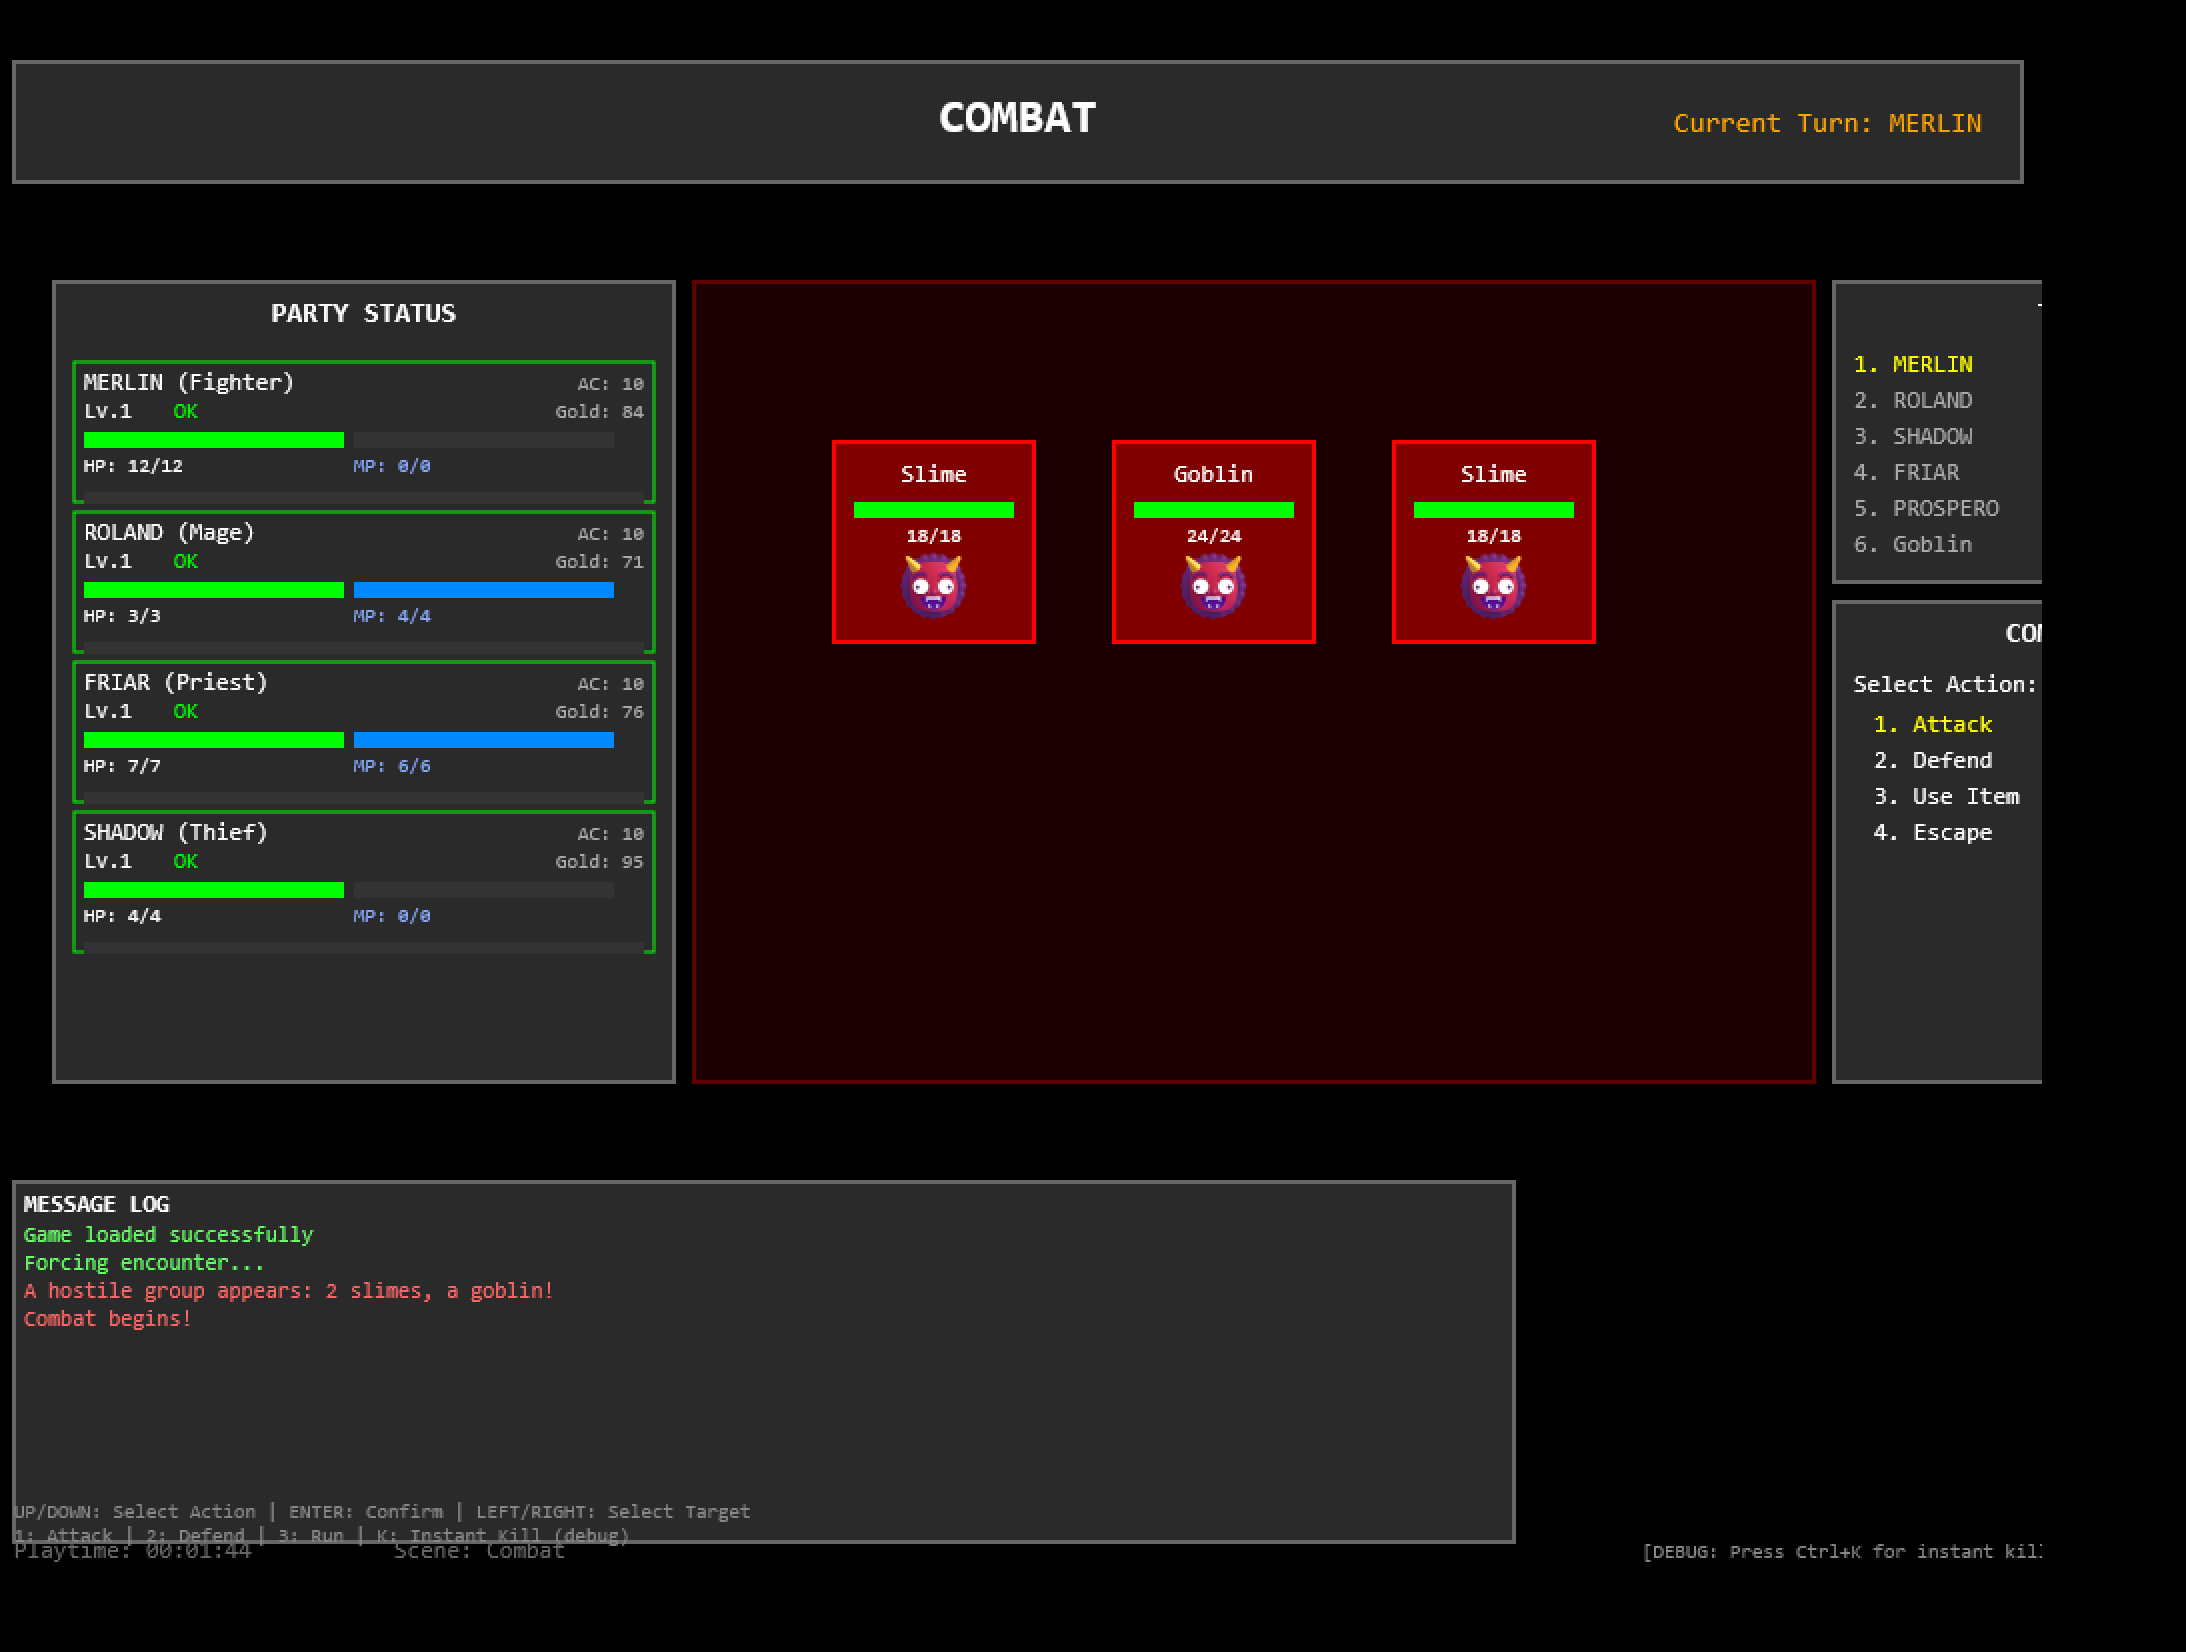 COMBAT
Current Turn: MERLIN
PARTY STATUS
MERLIN (Fighter)
AC: 10
Lv.1 OK
Gold: 84
HP: 12/12
MP: 0/0
ROLAND (Mage)
AC: 10
Lv.1 OK
Gold: 71
HP: 3/3
MP: 4/4
FRIAR (Priest)
AC: 10
Lv.1 OK
Gold: 76
HP: 7/7
MP: 6/6
SHADOW (Thief)
AC: 10
Lv.1 OK
Gold: 95
HP: 4/4
MP: 0/0
Slime
18/18
Goblin
24/24
Slime
18/18
1. MERLIN
2. ROLAND
3. SHADOW
4. FRIAR
5. PROSPERO
6. Goblin
Select Action:
1. Attack
2. Defend
3. Use Item
4. Escape
MESSAGE LOG
Game loaded successfully
Forcing encounter...
A hostile group appears: 2 slimes, a goblin!
Combat begins!
UP/DOWN: Select Action | ENTER: Confirm | LEFT/RIGHT: Select Target
1: Attack | 2: Defend | 3: Run | K: Instant Kill (debug)
Playtime: 00:01:44
Scene: Combat
[DEBUG: Press Ctrl+K for instant